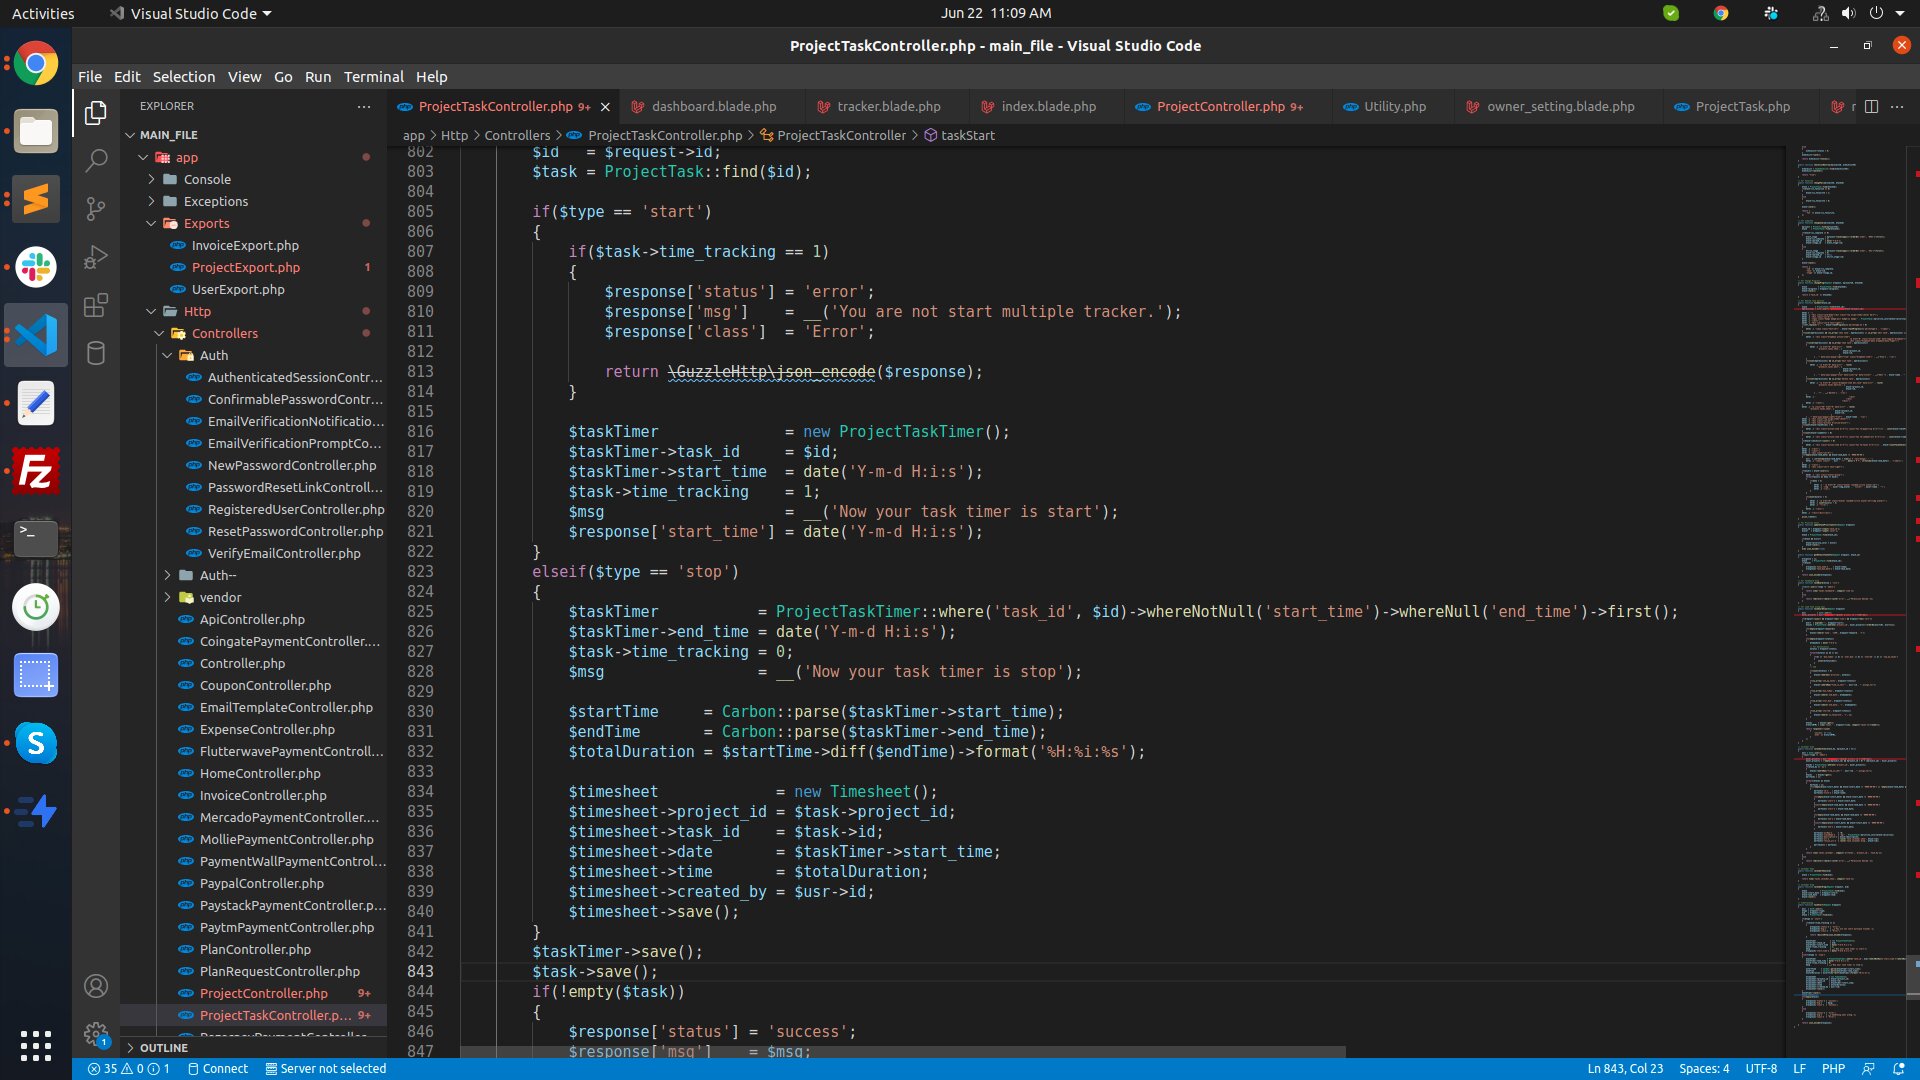 Activities
Visual Studio Code
Jun 22 11:09 AM
ProjectTaskController.php - main_file - Visual Studio Code
File Edit Selection View Go Run Terminal Help
EXPLORER
ProjectTaskController.php 9+
dashboard.blade.php
tracker.blade.php
index.blade.php
ProjectController.php 9+
Utility.php
owner_setting.blade.php
ProjectTask.php
app > Http > Controllers > ProjectTaskController.php > ProjectTaskController > taskStart
MAIN_FILE
app
Console
Exceptions
Exports
InvoiceExport.php
ProjectExport.php 1
UserExport.php
Http
Controllers
Auth
AuthenticatedSessionContr...
ConfirmablePasswordContr...
EmailVerificationNotificatio...
EmailVerificationPromptCo...
NewPasswordController.php
PasswordResetLinkControll...
RegisteredUserController.php
ResetPasswordController.php
VerifyEmailController.php
Auth--
vendor
ApiController.php
CoingatePaymentController....
Controller.php
CouponController.php
EmailTemplateController.php
ExpenseController.php
FlutterwavePaymentControll...
HomeController.php
InvoiceController.php
MercadoPaymentController....
MolliePaymentController.php
PaymentWallPaymentControl...
PaypalController.php
PaystackPaymentController.p...
PaytmPaymentController.php
PlanController.php
PlanRequestController.php
ProjectController.php 9+
ProjectTaskController.p... 9+
OUTLINE
802 $id   = $request->id;
803 $task = ProjectTask::find($id);
804
805 if($type == 'start')
806 {
807 if($task->time_tracking == 1)
808 {
809 $response['status'] = 'error';
810 $response['msg']    = __('You are not start multiple tracker.');
811 $response['class']  = 'Error';
812
813 return \GuzzleHttp\json_encode($response);
814 }
815
816 $taskTimer              = new ProjectTaskTimer();
817 $taskTimer->task_id     = $id;
818 $taskTimer->start_time  = date('Y-m-d H:i:s');
819 $task->time_tracking    = 1;
820 $msg                    = __('Now your task timer is start');
821 $response['start_time'] = date('Y-m-d H:i:s');
822 }
823 elseif($type == 'stop')
824 {
825 $taskTimer           = ProjectTaskTimer::where('task_id', $id)->whereNotNull('start_time')->whereNull('end_time')->first();
826 $taskTimer->end_time = date('Y-m-d H:i:s');
827 $task->time_tracking = 0;
828 $msg                 = __('Now your task timer is stop');
829
830 $startTime     = Carbon::parse($taskTimer->start_time);
831 $endTime       = Carbon::parse($taskTimer->end_time);
832 $totalDuration = $startTime->diff($endTime)->format('%H:%i:%s');
833
834 $timesheet             = new Timesheet();
835 $timesheet->project_id = $task->project_id;
836 $timesheet->task_id    = $task->id;
837 $timesheet->date       = $taskTimer->start_time;
838 $timesheet->time       = $totalDuration;
839 $timesheet->created_by = $usr->id;
840 $timesheet->save();
841 }
842 $taskTimer->save();
843 $task->save();
844 if(!empty($task))
845 {
846 $response['status'] = 'success';
847 $response['msg']    = $msg;
35 0 1 Connect Server not selected
Ln 843, Col 23 Spaces: 4 UTF-8 LF PHP